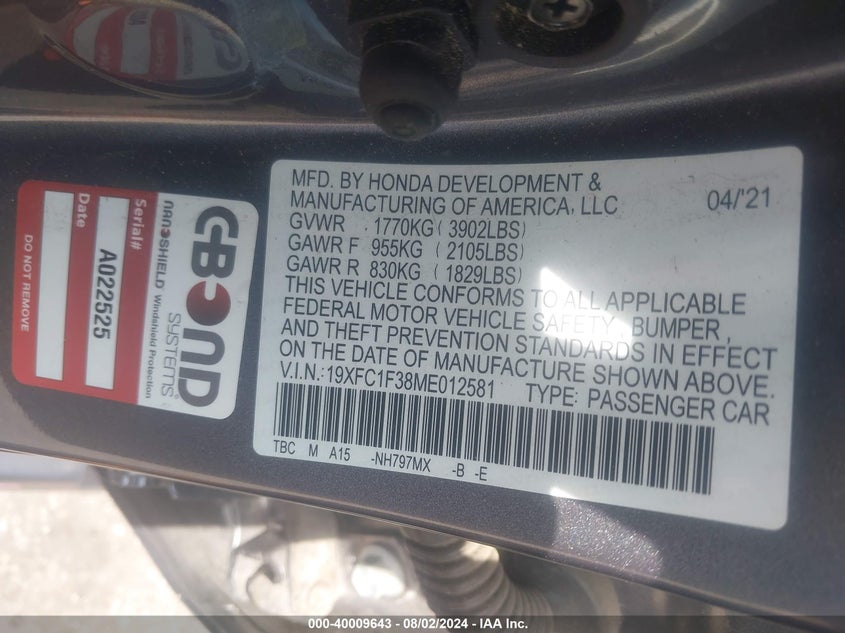 MFD. BY HONDA DEVELOPMENT &
MANUFACTURING OF AMERICA, LLC 04/'21
GVWR 1770KG ( 3902LBS)
GAWR F 955KG ( 2105LBS)
GAWR R 830KG ( 1829LBS)
THIS VEHICLE CONFORMS TO ALL APPLICABLE
FEDERAL MOTOR VEHICLE SAFETY, BUMPER,
AND THEFT PREVENTION STANDARDS IN EFFECT
ON THE DATE OF MANUFACTURE SHOWN ABOVE.
V.I.N.: 19XFC1F38ME012581 TYPE: PASSENGER CAR
TBC M A15 -NH797MX -B -E
GBOND
SYSTEMS
NANOSHIELD Windshield Protection
Serial#
A022525
Date
DO NOT REMOVE
000-40009643 - 08/02/2024 - IAA Inc.